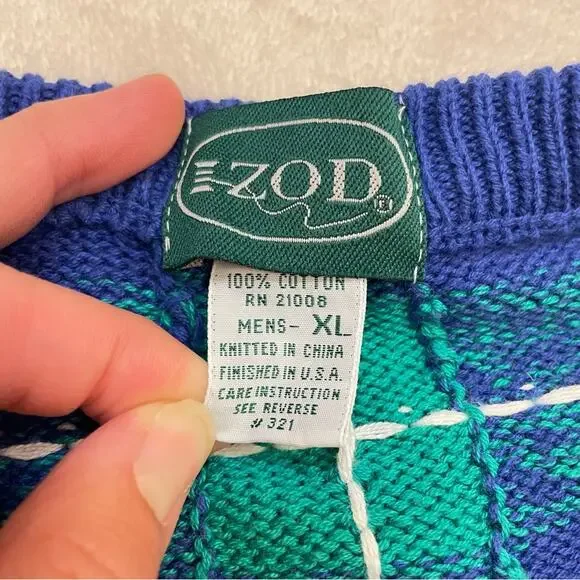 IZOD
®
100% COTTON
RN 21008
MENS- XL
KNITTED IN CHINA
FINISHED IN U.S.A.
CARE INSTRUCTION
SEE REVERSE
# 321